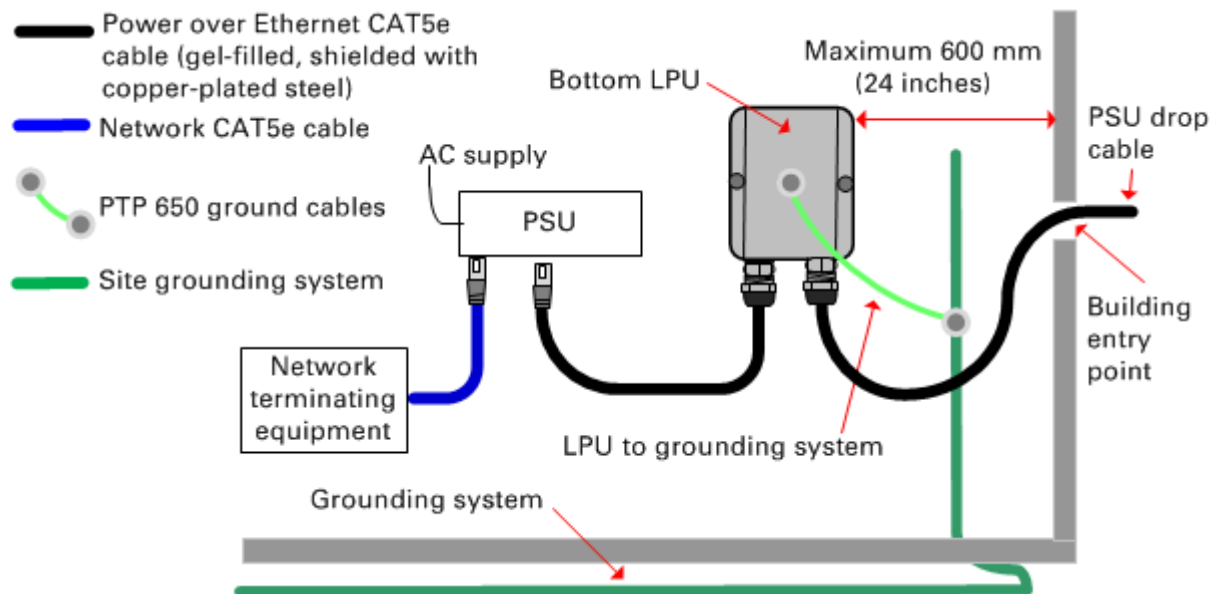 Power over Ethernet CAT5e
cable (gel-filled, shielded with
copper-plated steel)
Network CAT5e cable
PTP 650 ground cables
Site grounding system
AC supply
PSU
Network
terminating
equipment
Bottom LPU
Maximum 600 mm
(24 inches)
PSU drop
cable
Building
entry
point
LPU to grounding system
Grounding system